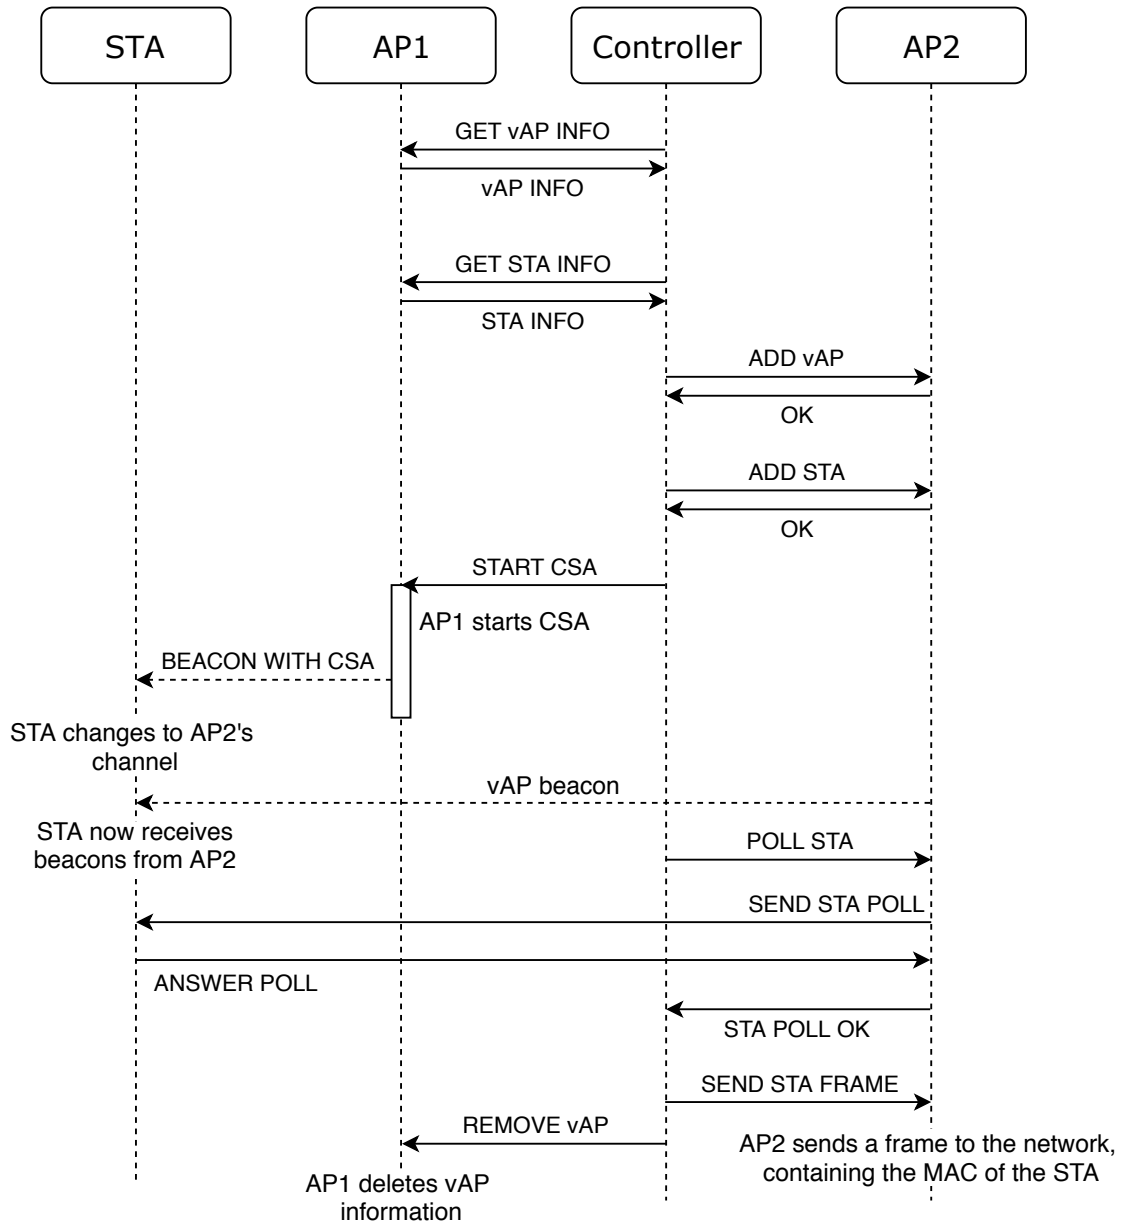 STA
AP1
Controller
AP2
GET vAP INFO
vAP INFO
GET STA INFO
STA INFO
ADD vAP
OK
ADD STA
OK
START CSA
AP1 starts CSA
BEACON WITH CSA
STA changes to AP2's
channel
vAP beacon
STA now receives
beacons from AP2
POLL STA
SEND STA POLL
ANSWER POLL
STA POLL OK
SEND STA FRAME
REMOVE vAP
AP2 sends a frame to the network,
containing the MAC of the STA
AP1 deletes vAP
information